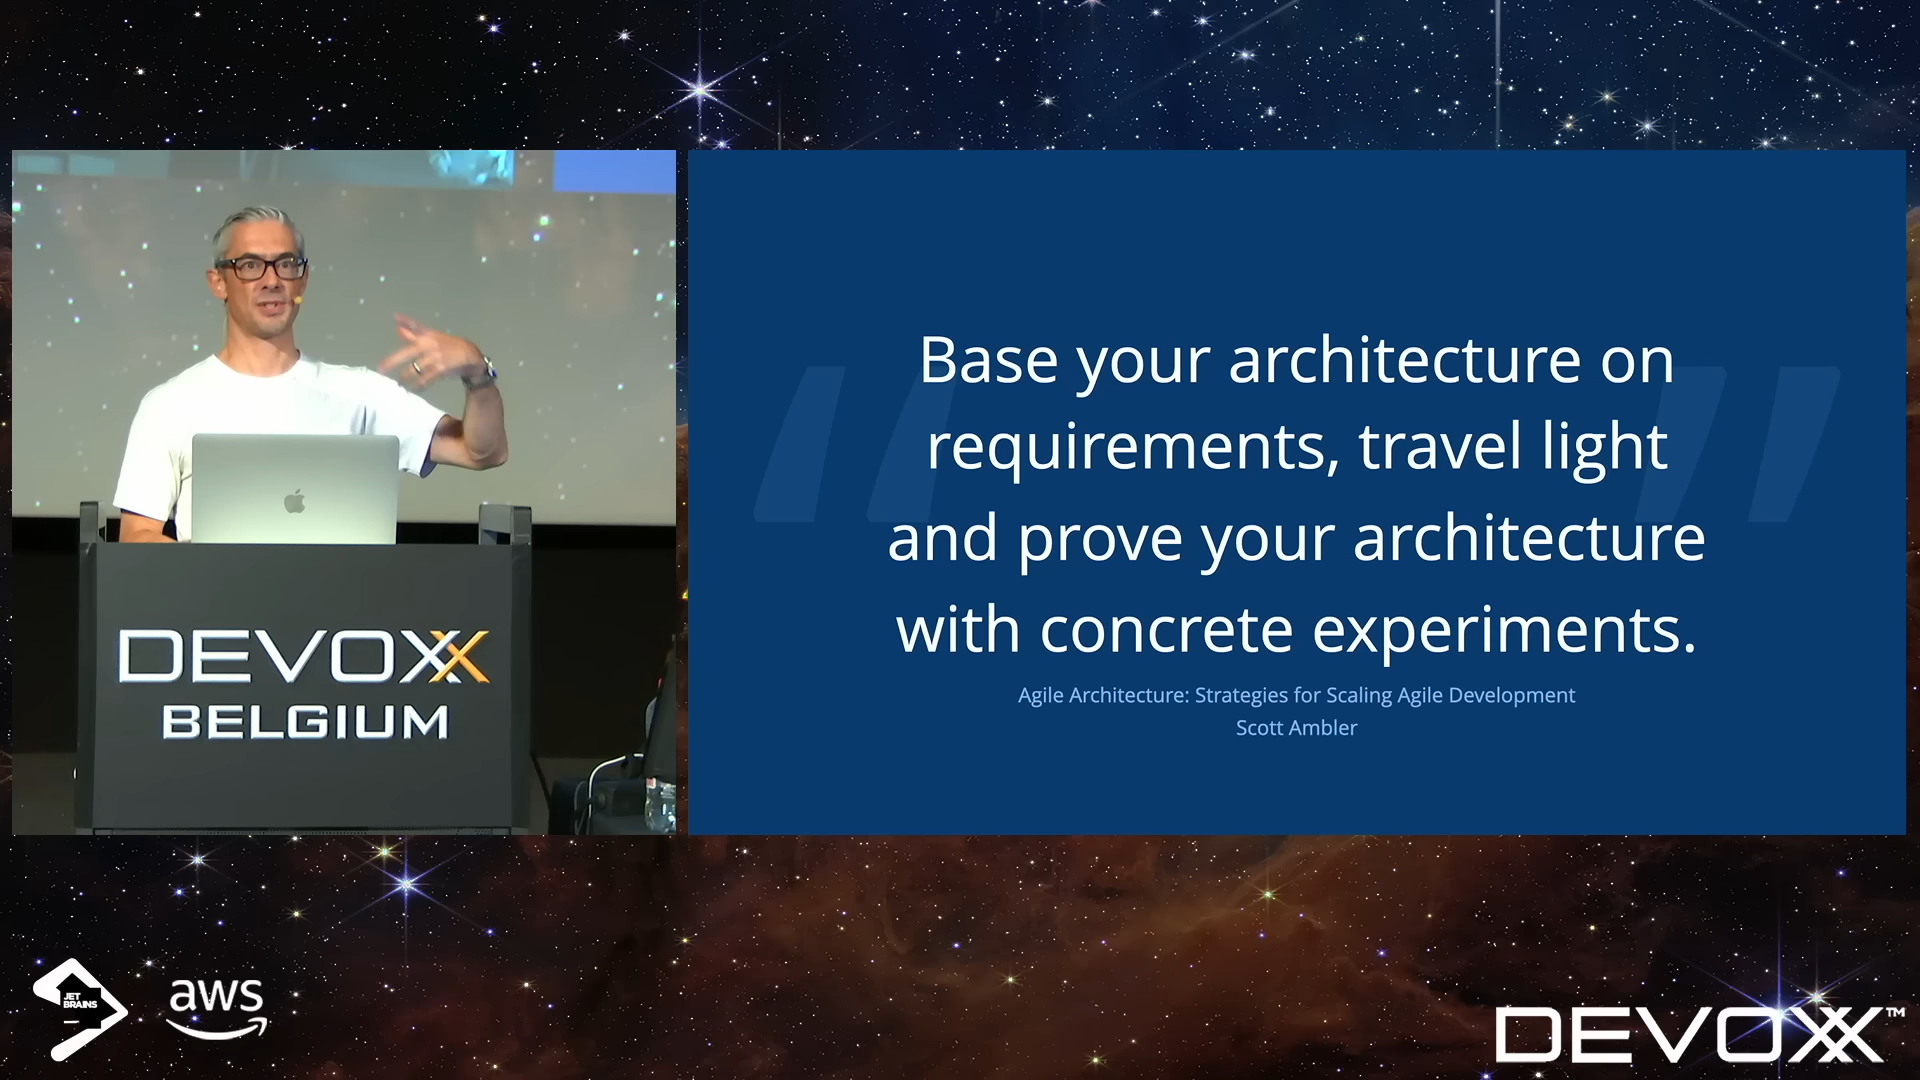 Base your architecture on
requirements, travel light
and prove your architecture
with concrete experiments.
Agile Architecture: Strategies for Scaling Agile Development
Scott Ambler
DEVOXX
BELGIUM
JET
BRAINS
aws
DEVOXX™